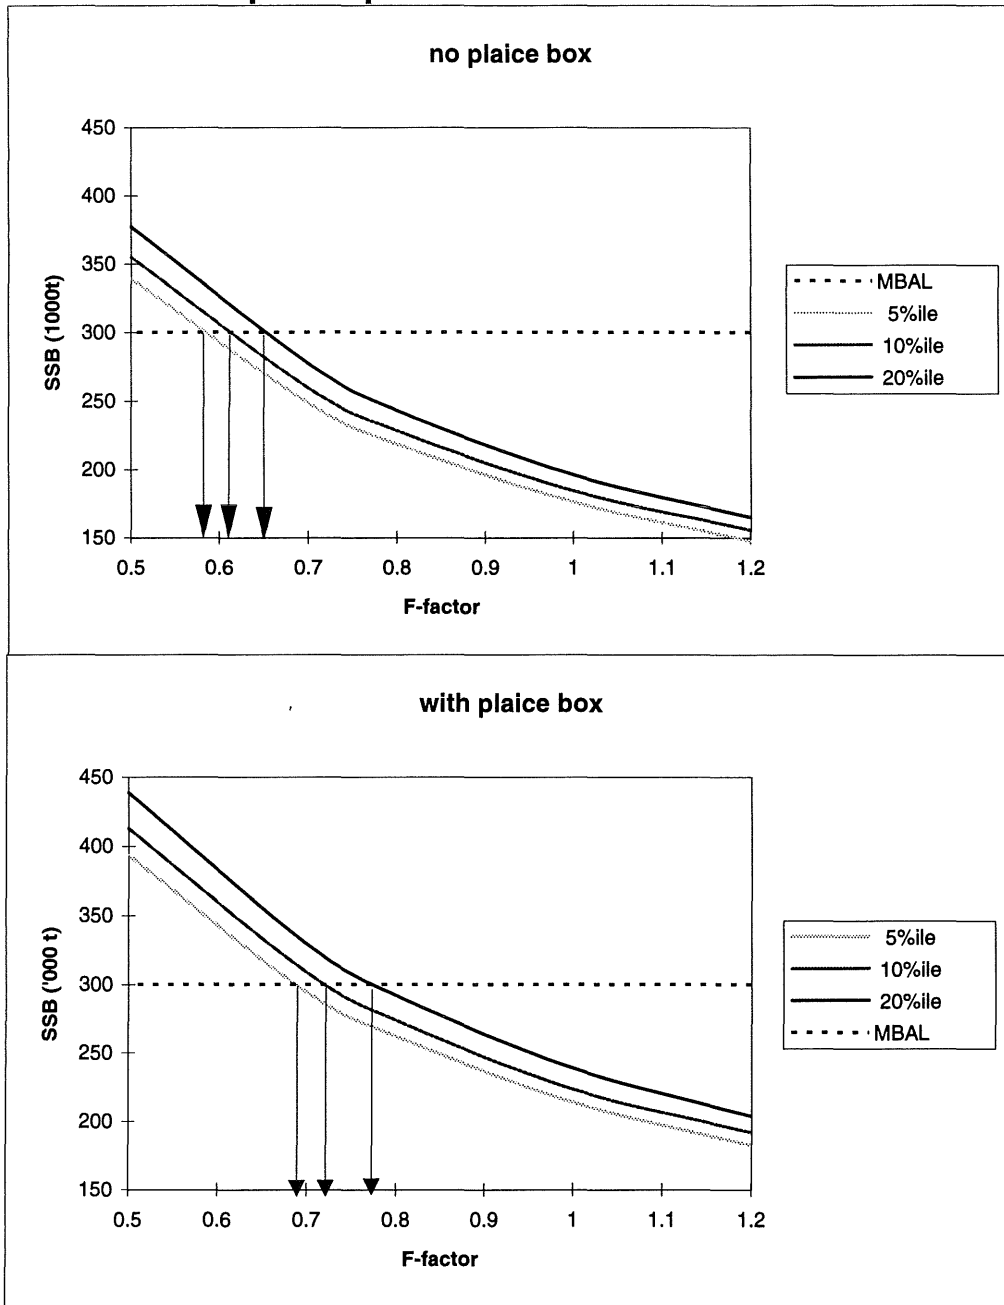 no plaice box
450
400
350
300
250
200
150
SSB (1000t)
0.5 0.6 0.7 0.8 0.9 1 1.1 1.2
F-factor
MBAL
5%ile
10%ile
20%ile
with plaice box
450
400
350
300
250
200
150
SSB ('000 t)
0.5 0.6 0.7 0.8 0.9 1 1.1 1.2
F-factor
5%ile
10%ile
20%ile
MBAL